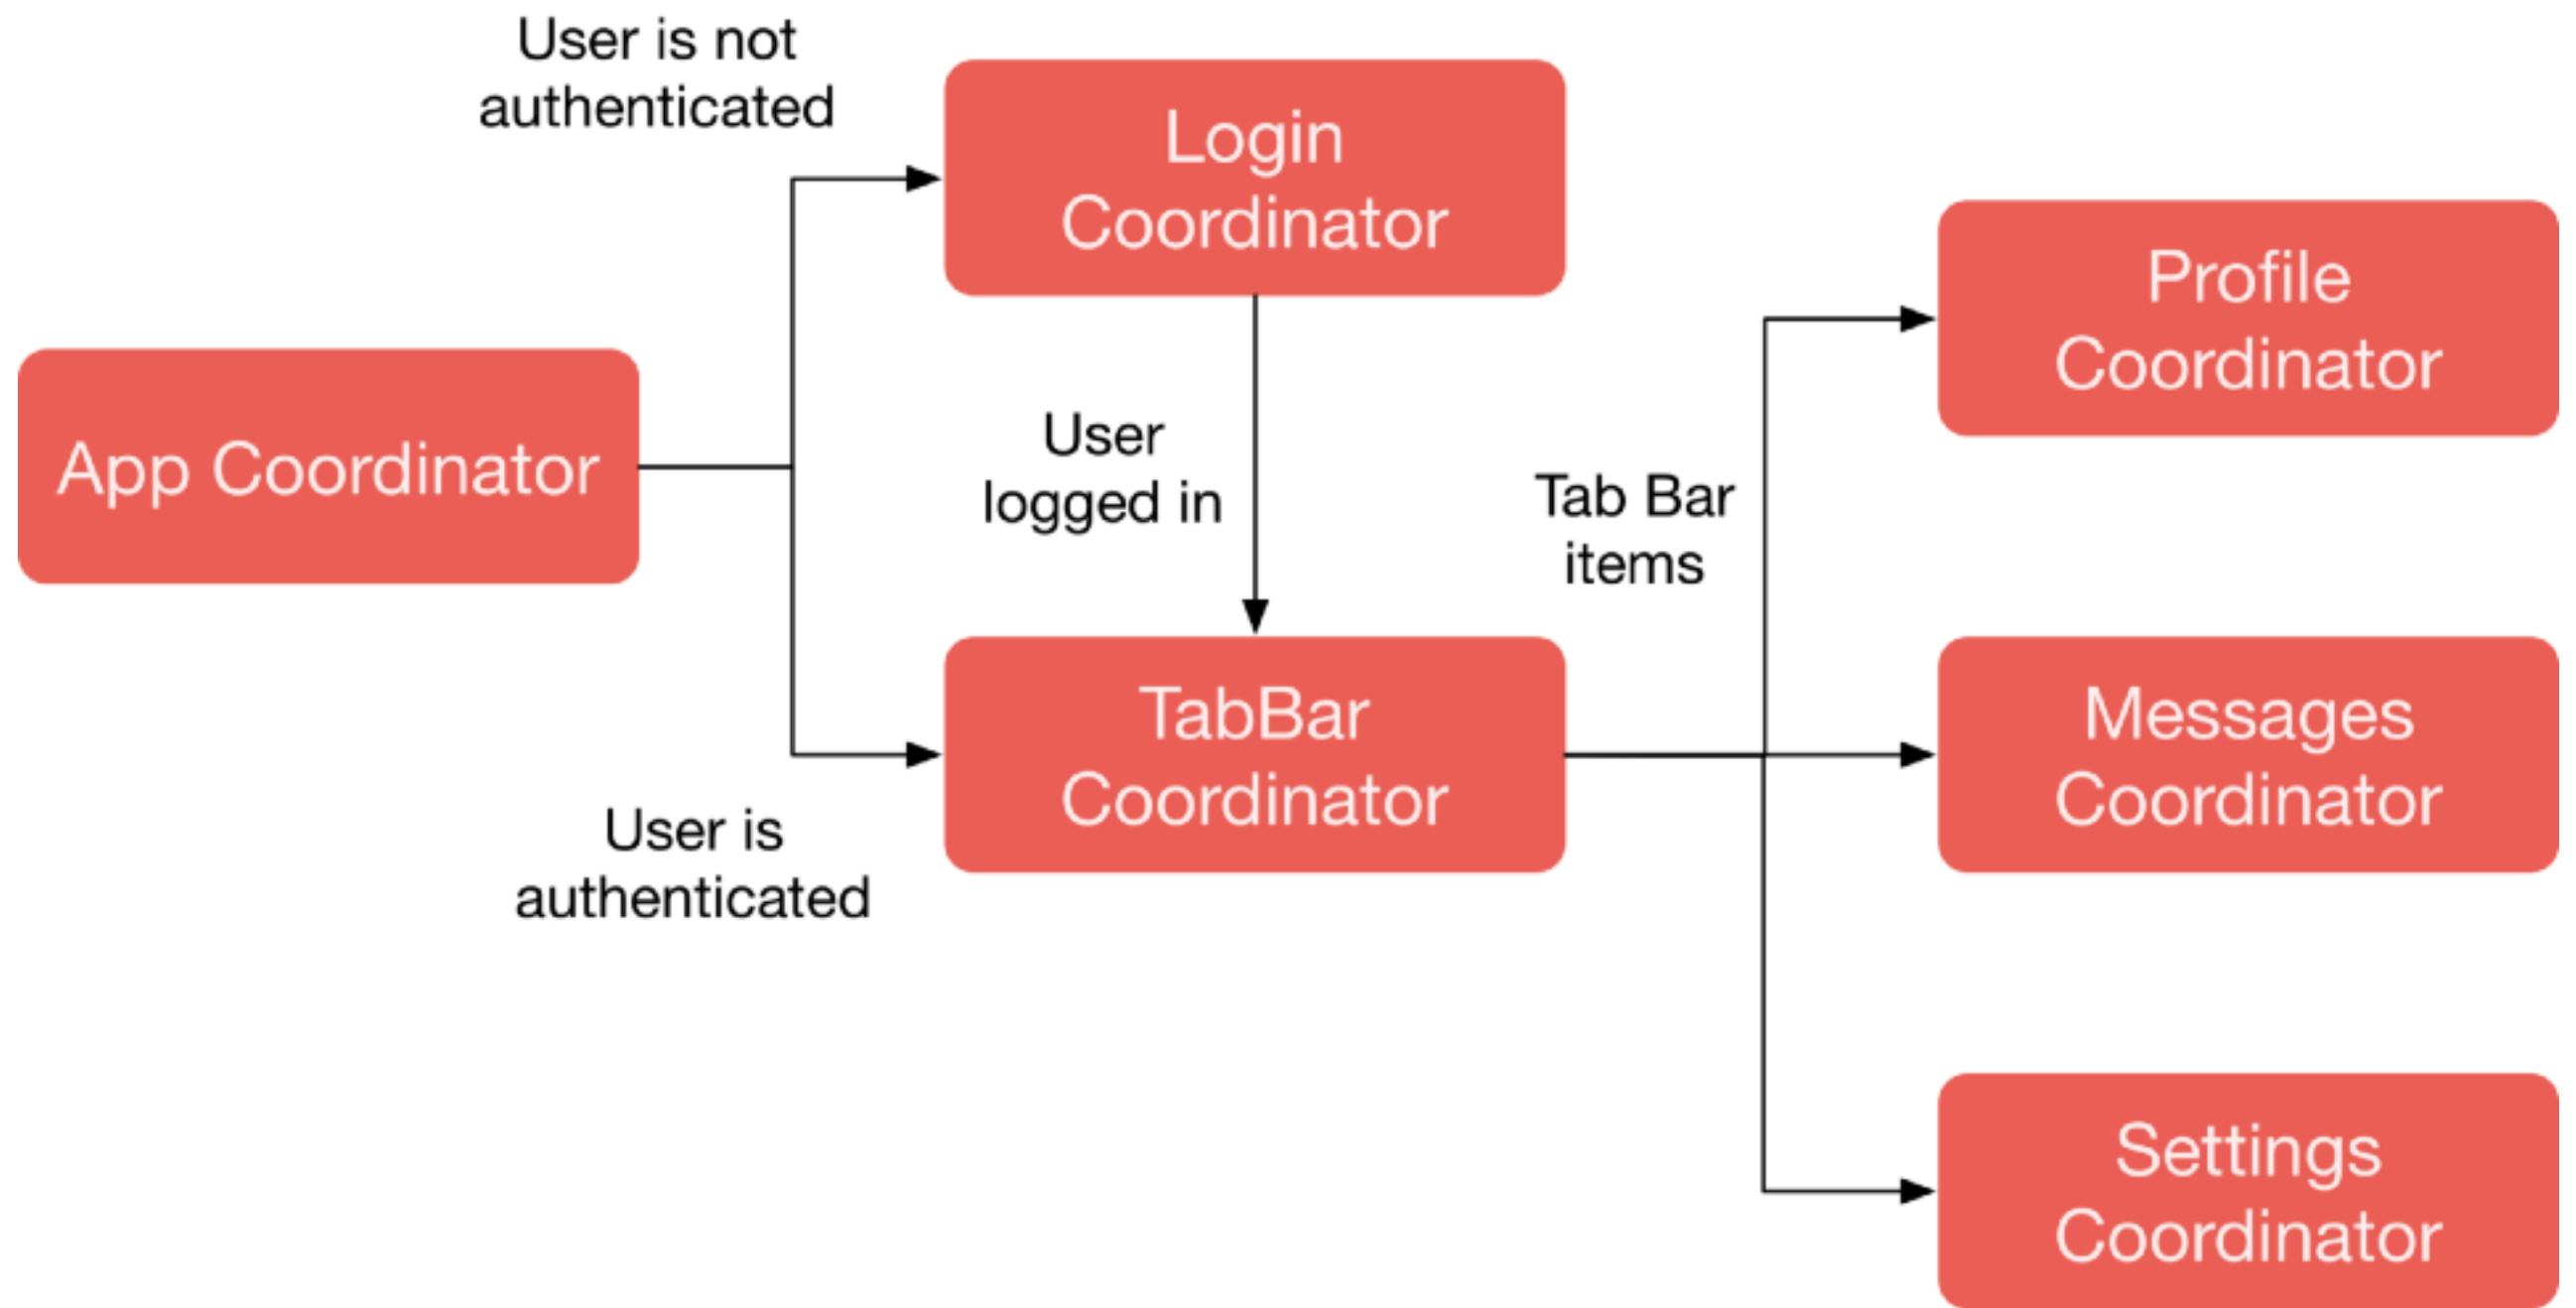 User is not
authenticated
Login
Coordinator
Profile
Coordinator
App Coordinator
User
logged in
Tab Bar
items
TabBar
Coordinator
Messages
Coordinator
User is
authenticated
Settings
Coordinator